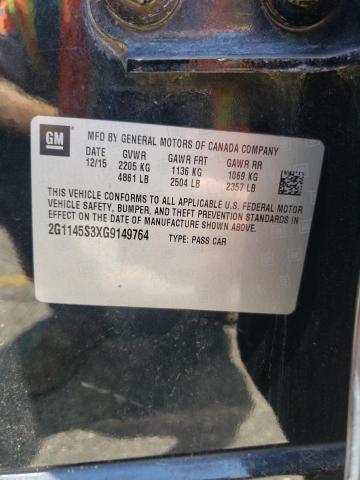 GM
MFD BY GENERAL MOTORS OF CANADA COMPANY
DATE GVWR GAWR FRT GAWR RR
12/15 2205 KG 1136 KG 1069 KG
4861 LB 2504 LB 2357 LB
THIS VEHICLE CONFORMS TO ALL APPLICABLE U.S. FEDERAL MOTOR
VEHICLE SAFETY, BUMPER, AND THEFT PREVENTION STANDARDS IN
EFFECT ON THE DATE OF MANUFACTURE SHOWN ABOVE.
2G1145S3XG9149764 TYPE: PASS CAR